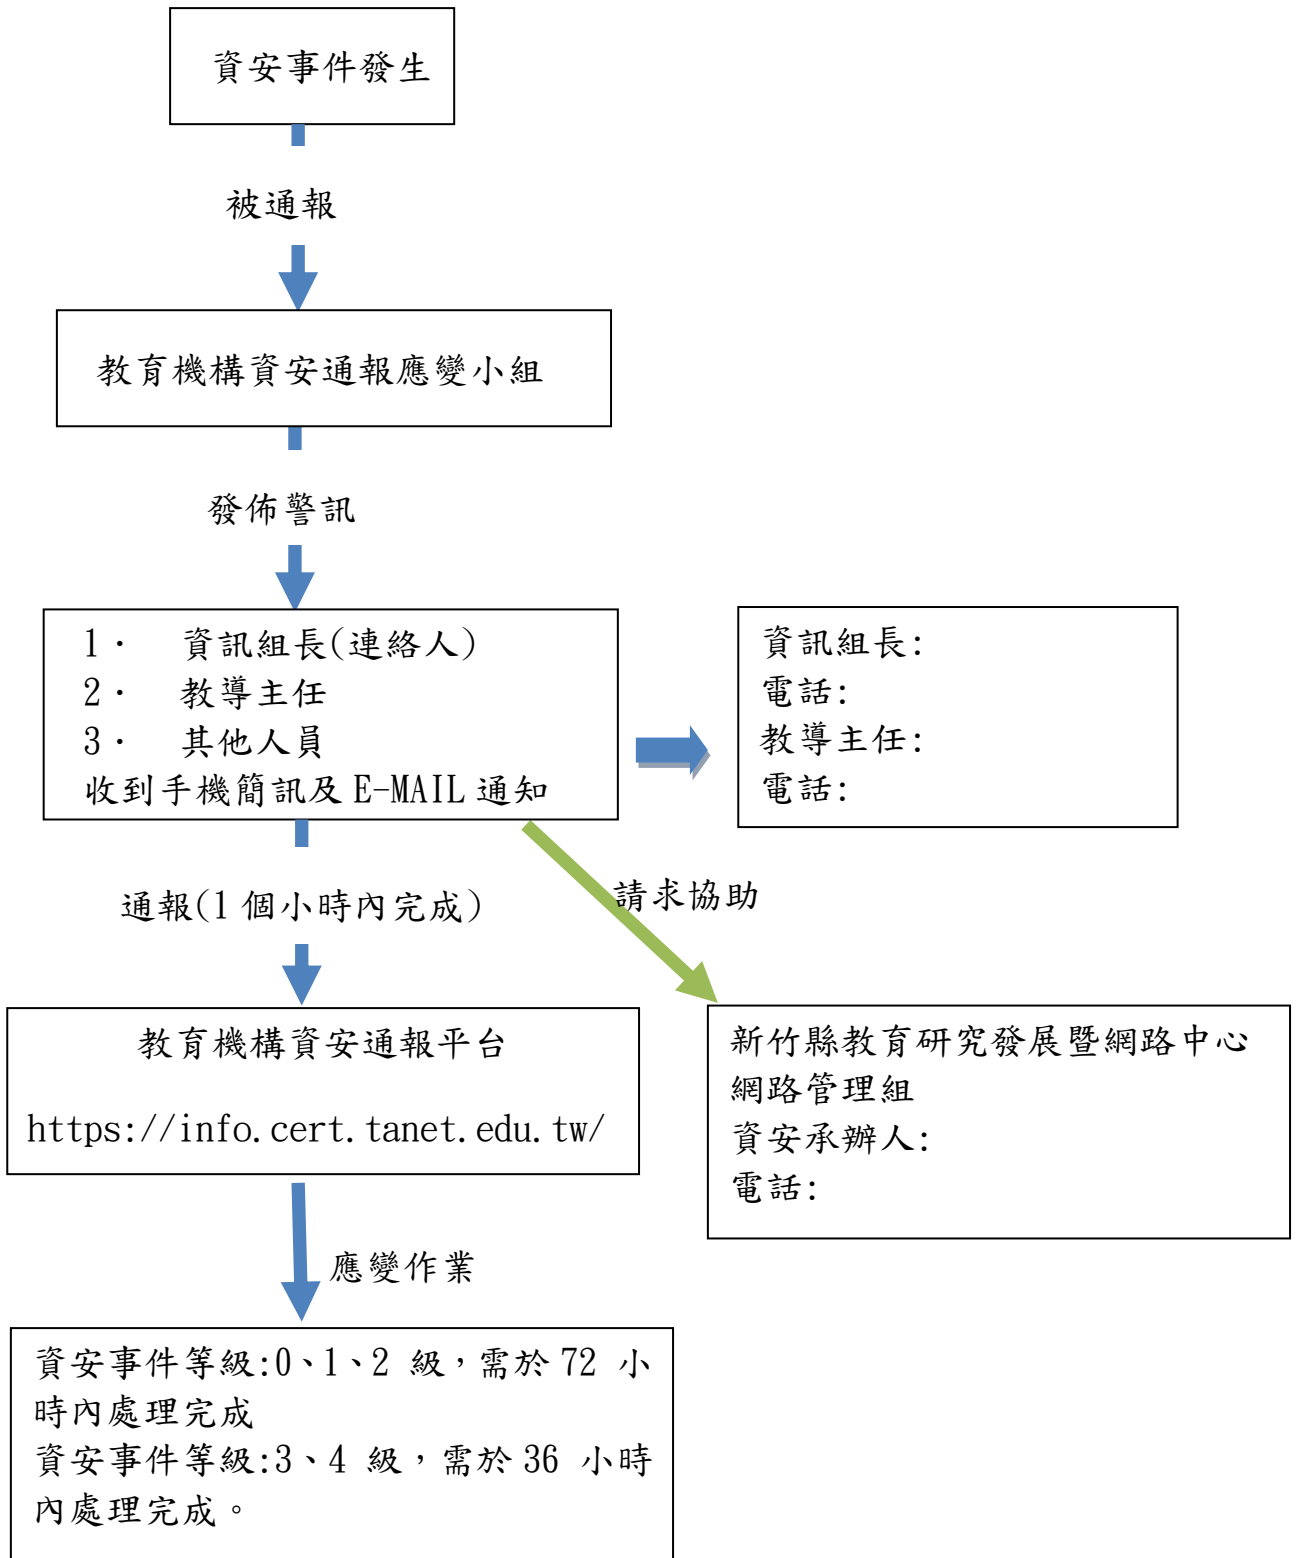 資安事件發生
被通報
教育機構資安通報應變小組
發佈警訊
1. 資訊組長(連絡人)
2. 教導主任
3. 其他人員
收到手機簡訊及 E-MAIL 通知
資訊組長:
電話:
教導主任:
電話:
通報(1 個小時內完成)
請求協助
教育機構資安通報平台
https://info.cert.tanet.edu.tw/
新竹縣教育研究發展暨網路中心
網路管理組
資安承辦人:
電話:
應變作業
資安事件等級:0、1、2 級，需於 72 小
時內處理完成
資安事件等級:3、4 級，需於 36 小時
內處理完成。